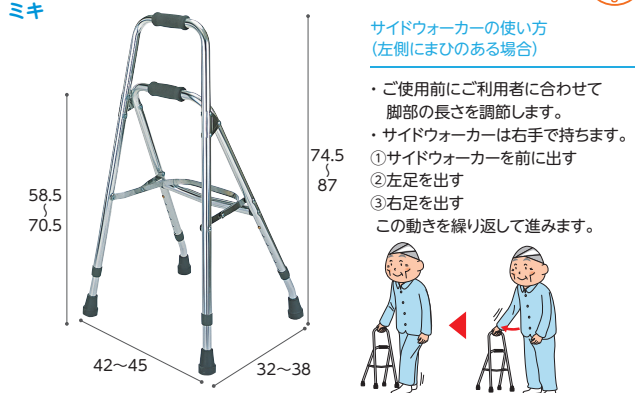 ミキ
サイドウォーカーの使い方
（左側にまひのある場合）
・ ご使用前にご利用者に合わせて
脚部の長さを調節します。
・ サイドウォーカーは右手で持ちます。
①サイドウォーカーを前に出す
②左足を出す
③右足を出す
この動きを繰り返して進みます。
74.5
〜
87
58.5
〜
70.5
42〜45
32〜38